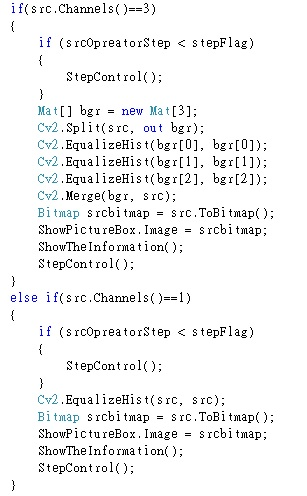 if(src.Channels()==3)
{
if (srcOpreatorStep < stepFlag)
{
StepControl();
}
Mat[] bgr = new Mat[3];
Cv2.Split(src, out bgr);
Cv2.EqualizeHist(bgr[0], bgr[0]);
Cv2.EqualizeHist(bgr[1], bgr[1]);
Cv2.EqualizeHist(bgr[2], bgr[2]);
Cv2.Merge(bgr, src);
Bitmap srcbitmap = src.ToBitmap();
ShowPictureBox.Image = srcbitmap;
ShowTheInformation();
StepControl();
}
else if(src.Channels()==1)
{
if (srcOpreatorStep < stepFlag)
{
StepControl();
}
Cv2.EqualizeHist(src, src);
Bitmap srcbitmap = src.ToBitmap();
ShowPictureBox.Image = srcbitmap;
ShowTheInformation();
StepControl();
}